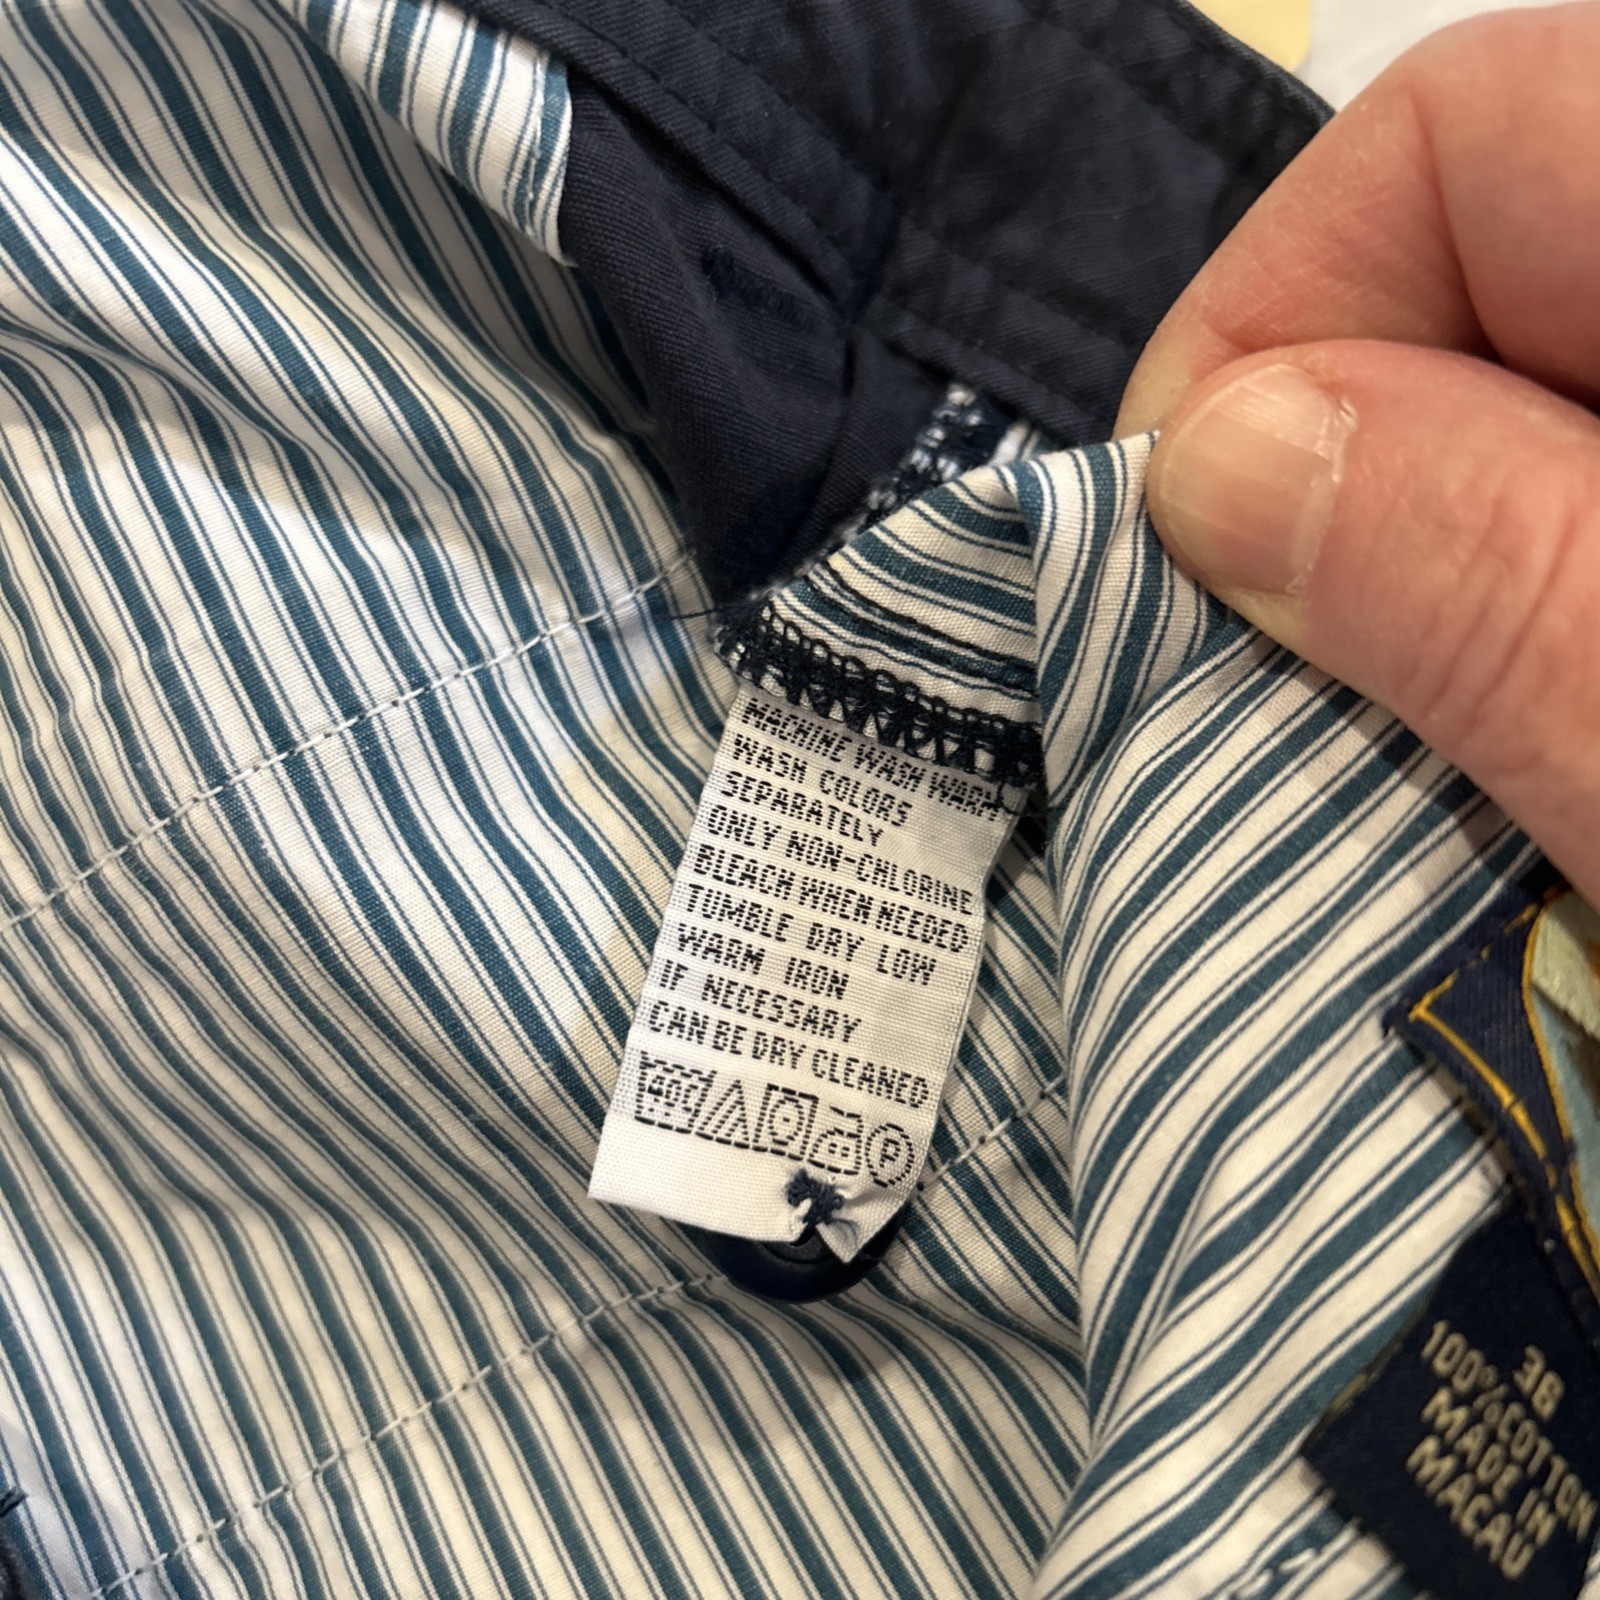 MACHINE WASH WARM
WASH COLORS
SEPARATELY
ONLY NON-CHLORINE
BLEACH WHEN NEEDED
TUMBLE DRY LOW
WARM IRON
IF NECESSARY
CAN BE DRY CLEANED
40C
P
38
100% COTTON
MADE IN
MACAU